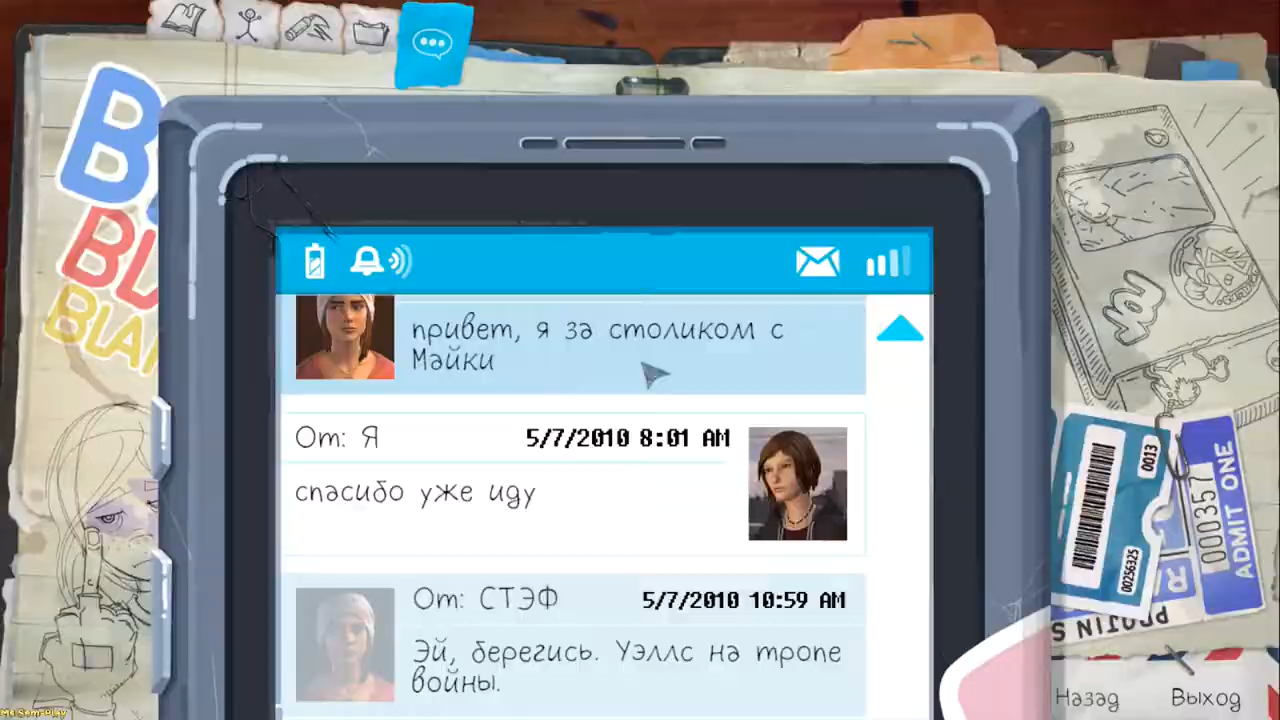 привет, я за столиком с
Майки
От: Я
5/7/2010 8:01 AM
спасибо уже иду
От: СТЭФ
5/7/2010 10:59 AM
Эй, берегись. Уэллс на тропе
войны.
0013
00256325
000357
ADMIT ONE
Назад
Выход